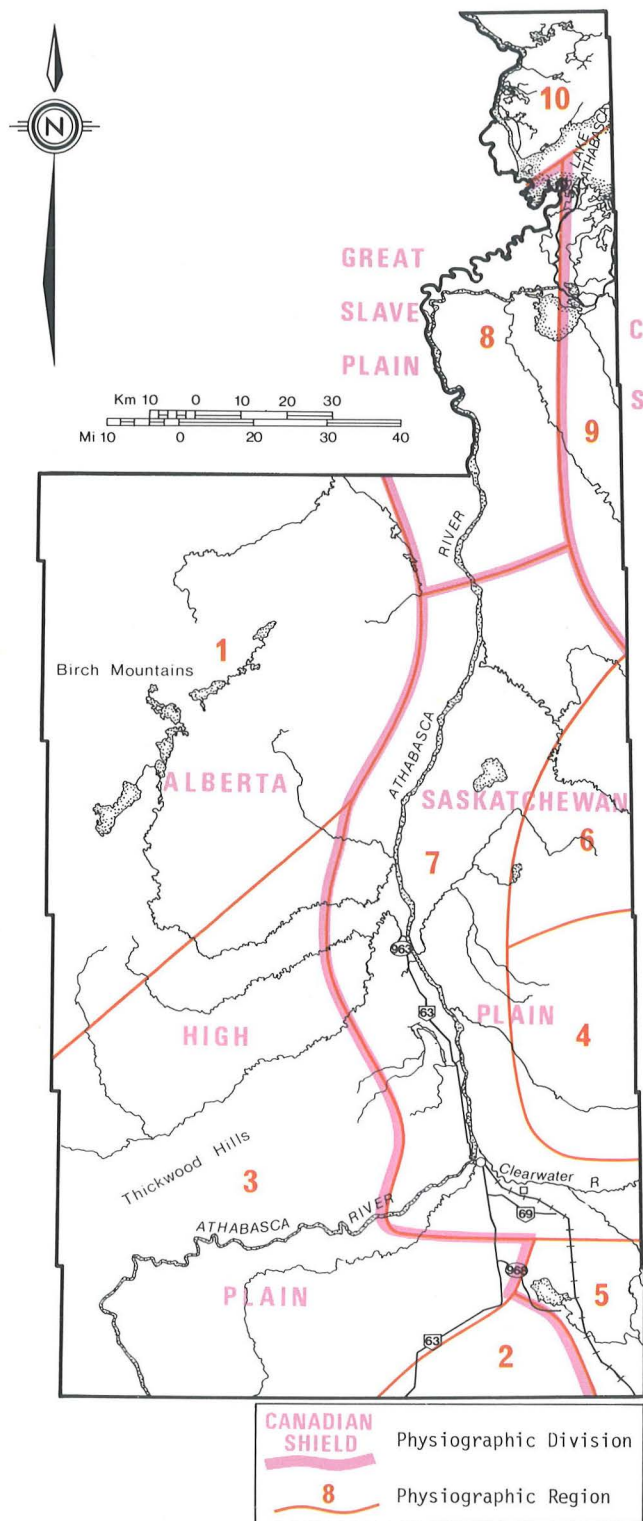 N
10
LAKE
ATHABASCA
GREAT
SLAVE
PLAIN
8
C
S
9
Km 10 0 10 20 30
Mi 10 0 20 30 40
RIVER
1
Birch Mountains
ATHABASCA
ALBERTA
SASKATCHEWAN
6
7
963
63
HIGH
PLAIN
4
Thickwood Hills
3
Clearwater R
69
ATHABASCA RIVER
968
5
PLAIN
63
2
CANADIAN
SHIELD
Physiographic Division
8
Physiographic Region